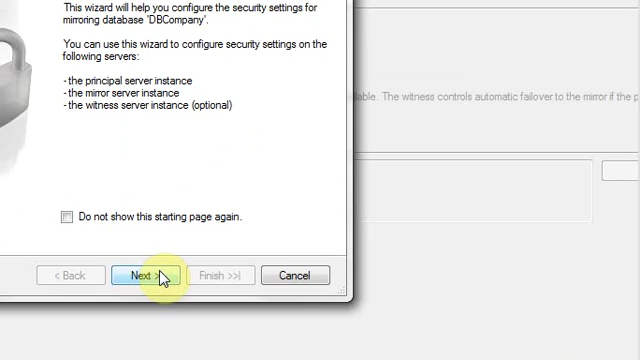 This wizard will help you configure the security settings for
mirroring database 'DBCompany'.
You can use this wizard to configure security settings on the
following servers:
- the principal server instance
- the mirror server instance
- the witness server instance (optional)
lable. The witness controls automatic failover to the mirror if the p
Do not show this starting page again.
< Back
Next >
Finish >>|
Cancel